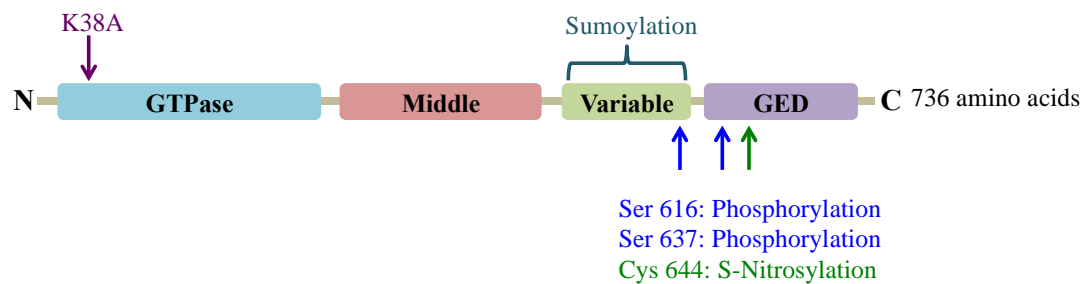 K38A
Sumoylation
N GTPase Middle Variable GED C 736 amino acids
Ser 616: Phosphorylation
Ser 637: Phosphorylation
Cys 644: S-Nitrosylation